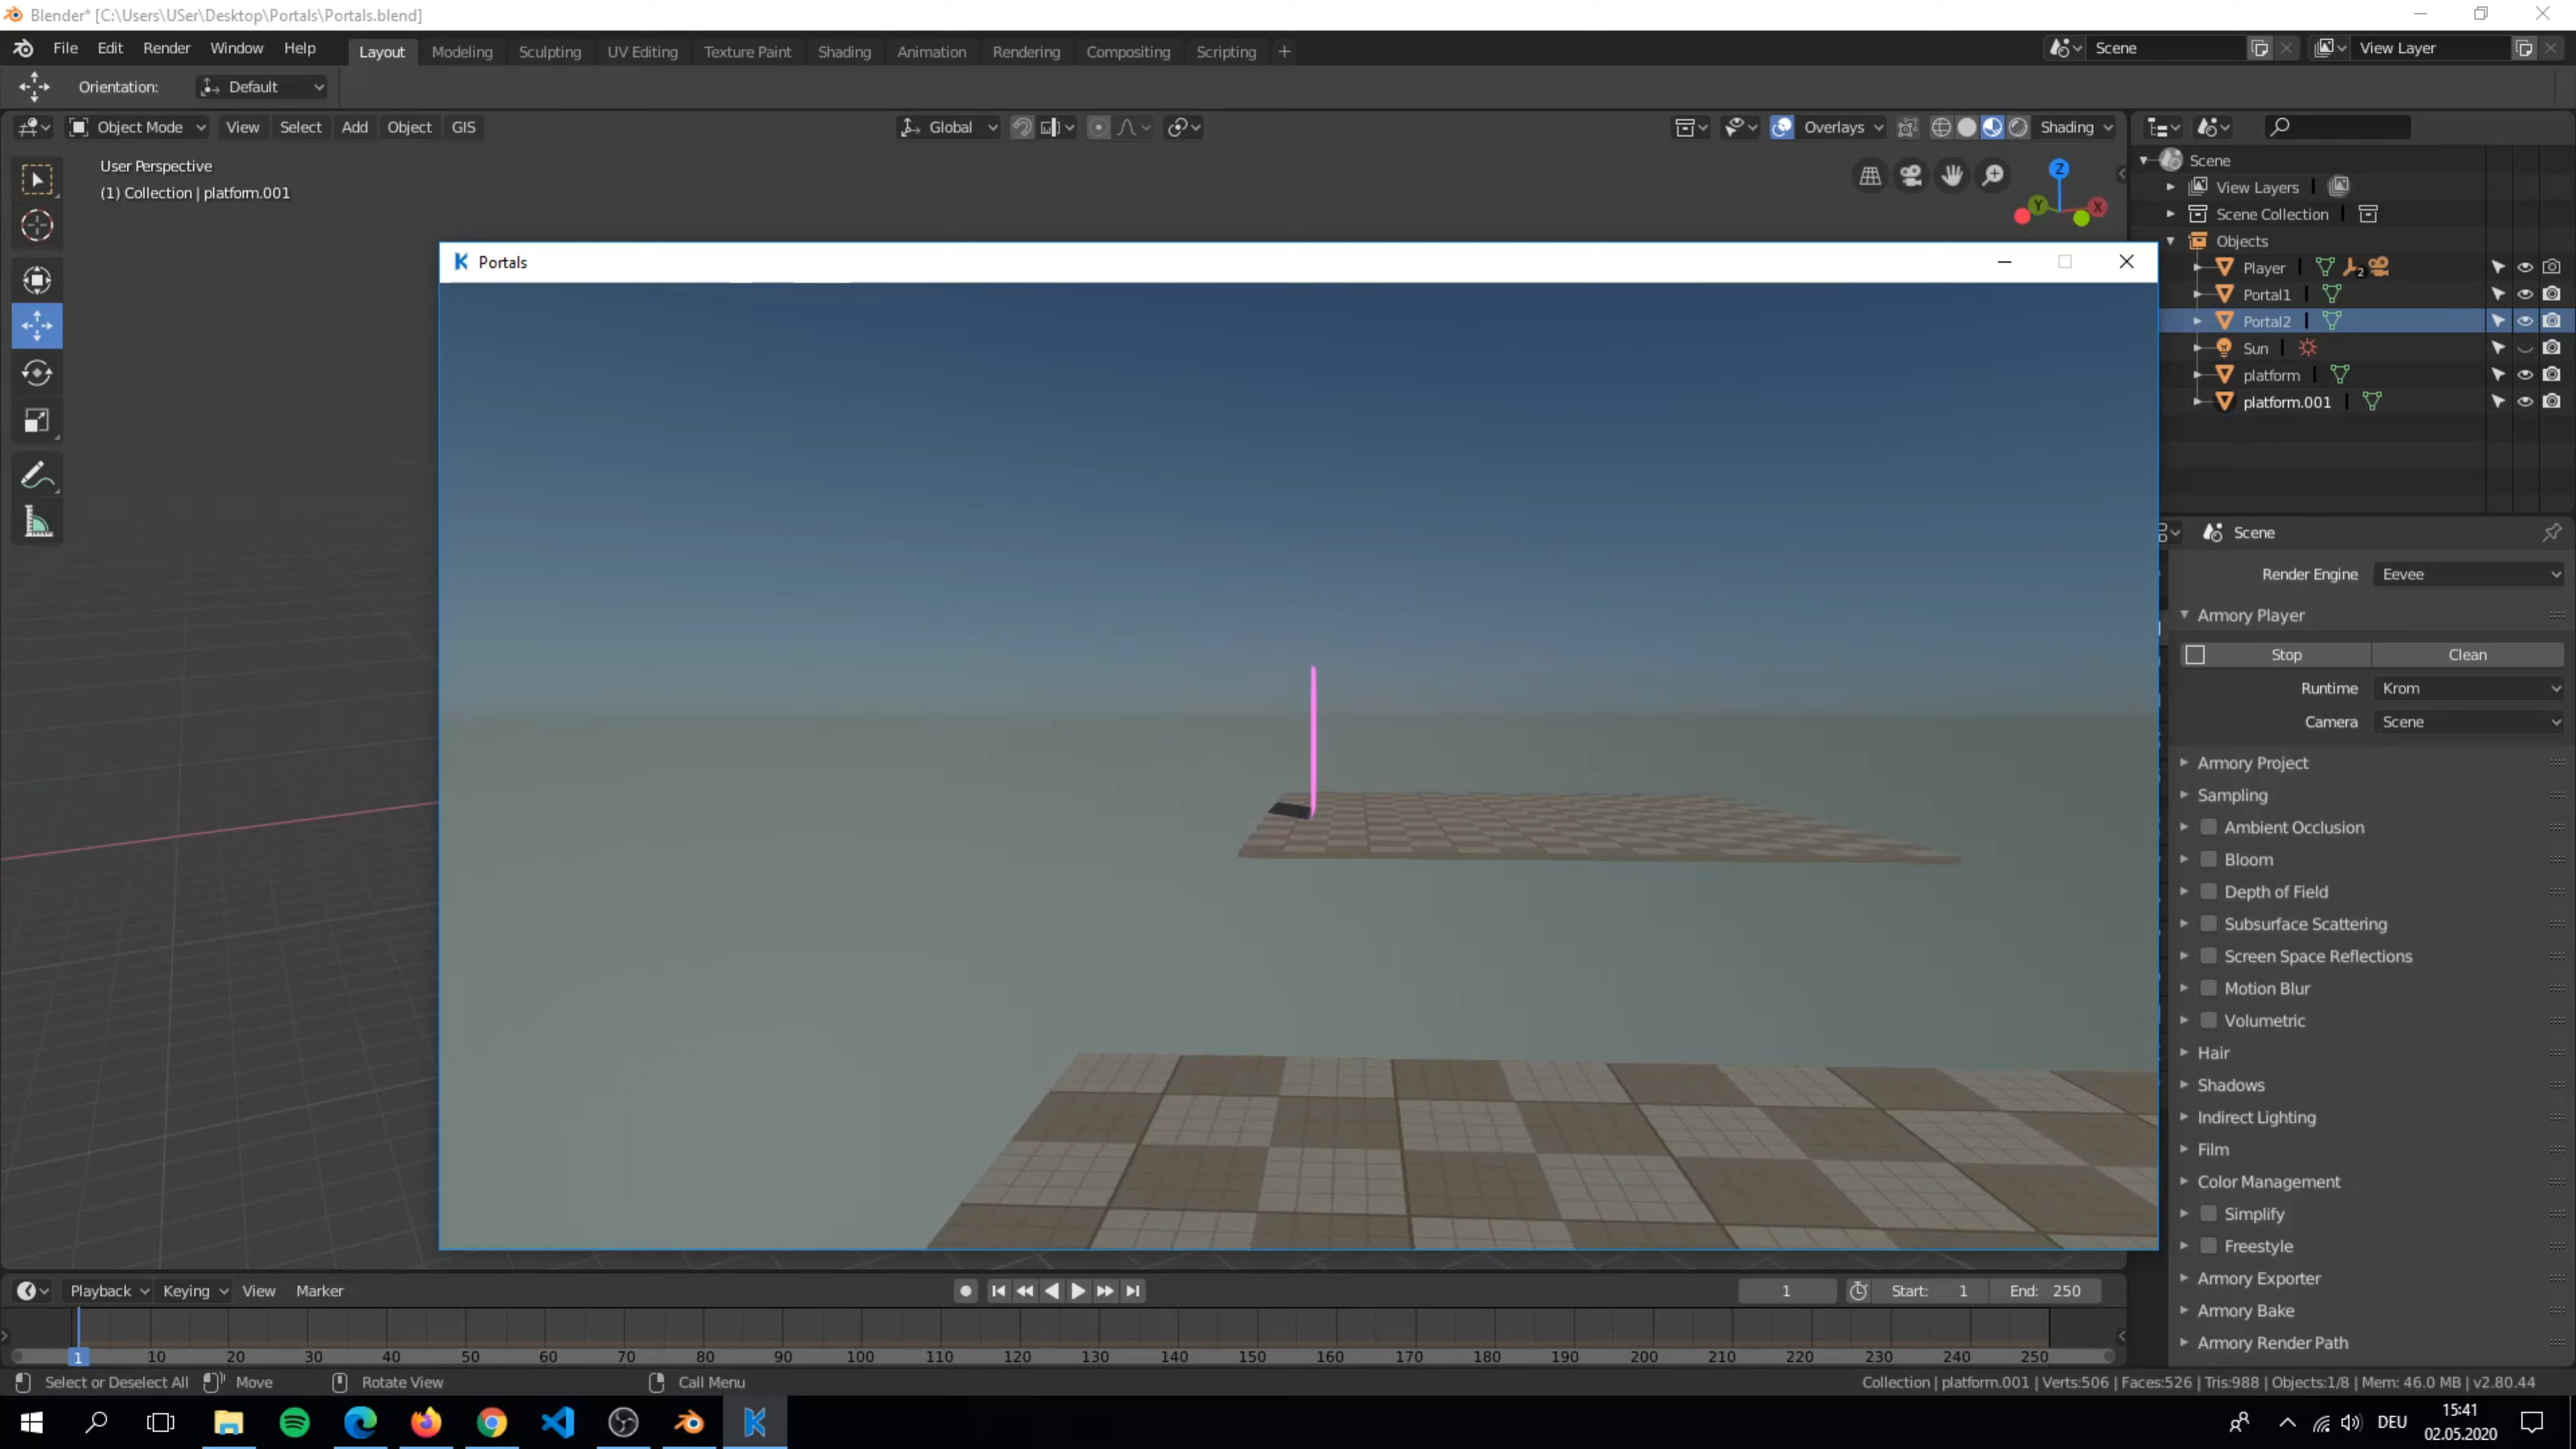 Blender* [C:\Users\USer\Desktop\Portals\Portals.blend]
File Edit Render Window Help Layout Modeling Sculpting UV Editing Texture Paint Shading Animation Rendering Compositing Scripting + Scene View Layer
Orientation: Default
Object Mode View Select Add Object GIS Global Overlays Shading
User Perspective
(1) Collection | platform.001
Z
Y X
Scene
View Layers
Scene Collection
Objects
Player 2
Portal1
Portal2
Sun
platform
platform.001
Portals
Scene
Render Engine Eevee
Armory Player
Stop Clean
Runtime Krom
Camera Scene
Armory Project
Sampling
Ambient Occlusion
Bloom
Depth of Field
Subsurface Scattering
Screen Space Reflections
Motion Blur
Volumetric
Hair
Shadows
Indirect Lighting
Film
Color Management
Simplify
Freestyle
Armory Exporter
Armory Bake
Armory Render Path
Playback Keying View Marker 1 Start: 1 End: 250
1 10 20 30 40 50 60 70 80 90 100 110 120 130 140 150 160 170 180 190 200 210 220 230 240 250
Select or Deselect All Move Rotate View Call Menu Collection | platform.001 | Verts:506 | Faces:526 | Tris:988 | Objects:1/8 | Mem: 46.0 MB | v2.80.44
DEU 15:41
02.05.2020